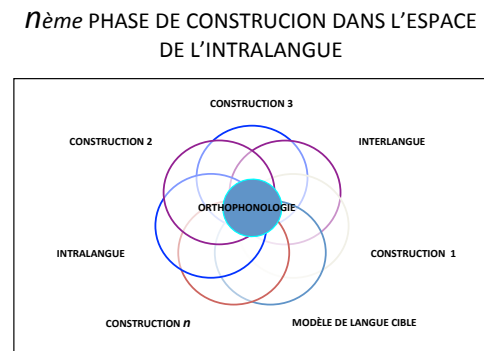 nème PHASE DE CONSTRUCION DANS L'ESPACE
DE L'INTRALANGUE
CONSTRUCTION 3
CONSTRUCTION 2
INTERLANGUE
ORTHOPHONOLOGIE
INTRALANGUE
CONSTRUCTION 1
CONSTRUCTION n
MODÈLE DE LANGUE CIBLE